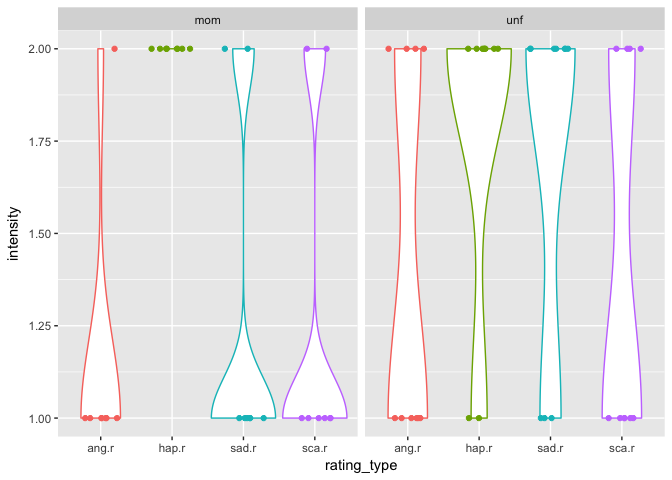 mom
unf
intensity
2.00
1.75
1.50
1.25
1.00
ang.r hap.r sad.r sca.r
ang.r hap.r sad.r sca.r
rating_type